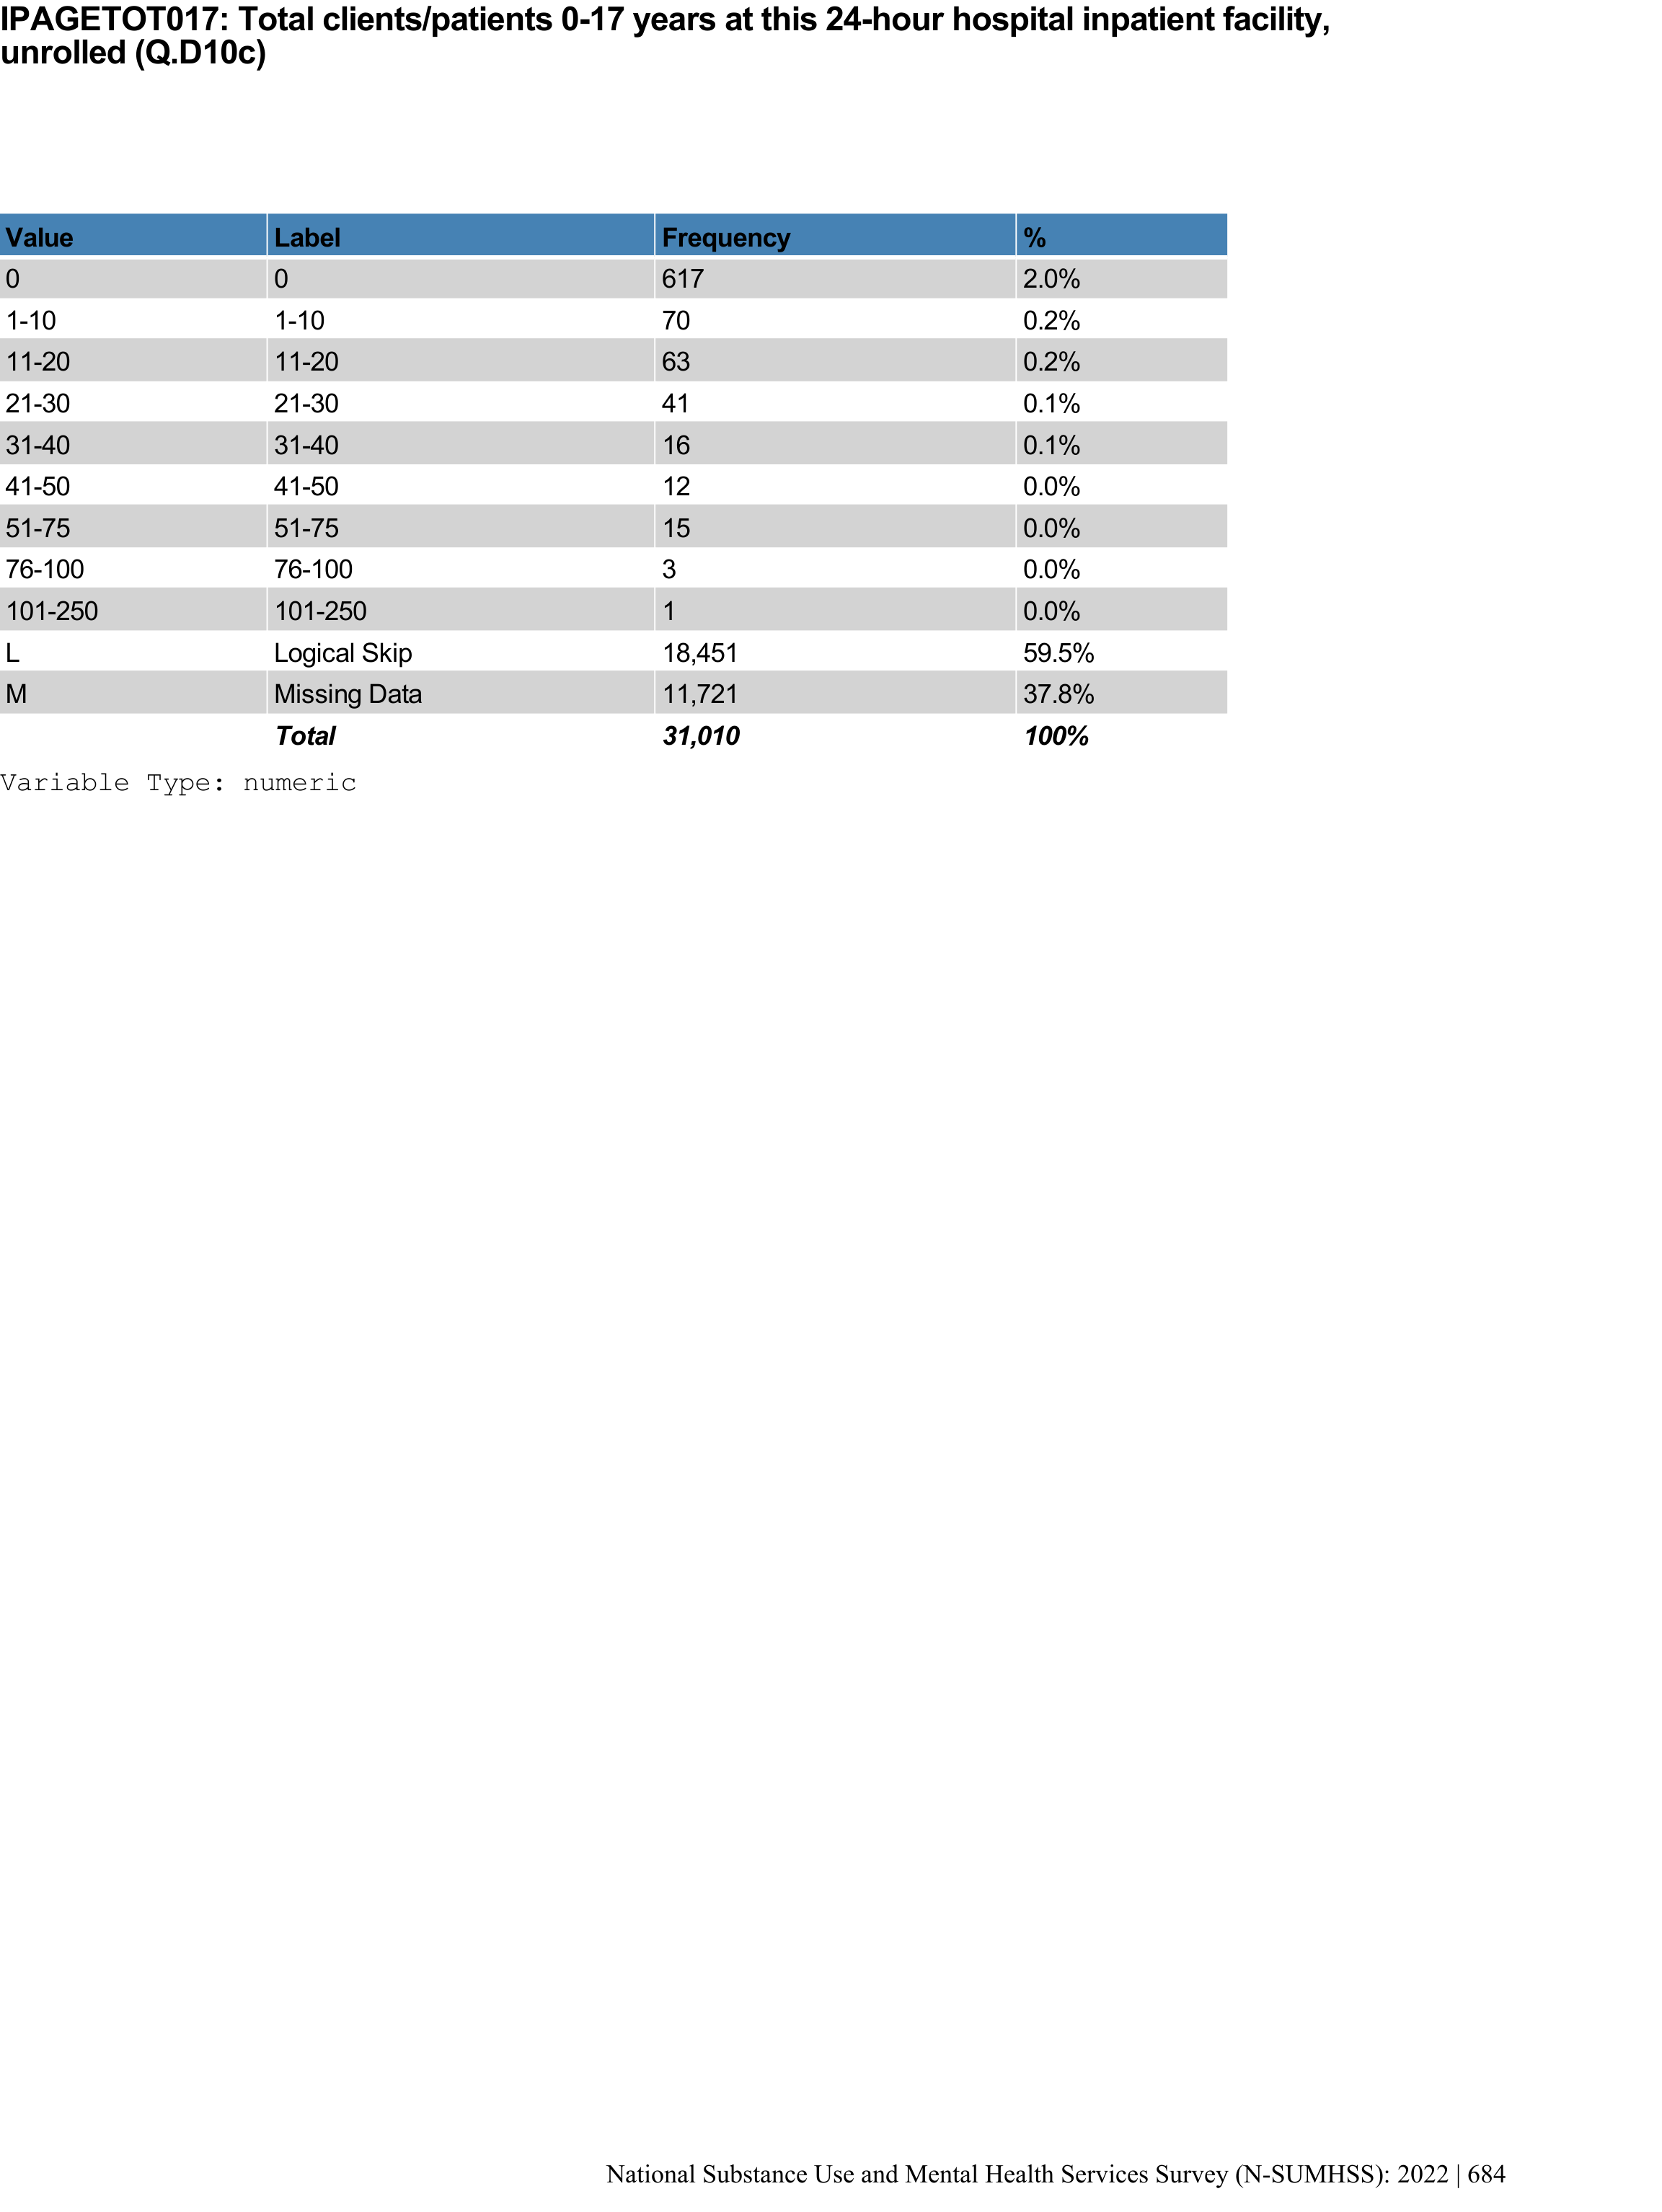 IPAGETOT017: Total clients/patients 0-17 years at this 24-hour hospital inpatient facility,
unrolled (Q.D10c)
Value Label Frequency %
0 0 617 2.0%
1-10 1-10 70 0.2%
11-20 11-20 63 0.2%
21-30 21-30 41 0.1%
31-40 31-40 16 0.1%
41-50 41-50 12 0.0%
51-75 51-75 15 0.0%
76-100 76-100 3 0.0%
101-250 101-250 1 0.0%
L Logical Skip 18,451 59.5%
M Missing Data 11,721 37.8%
Total 31,010 100%
Variable Type: numeric
National Substance Use and Mental Health Services Survey (N-SUMHSS): 2022 | 684